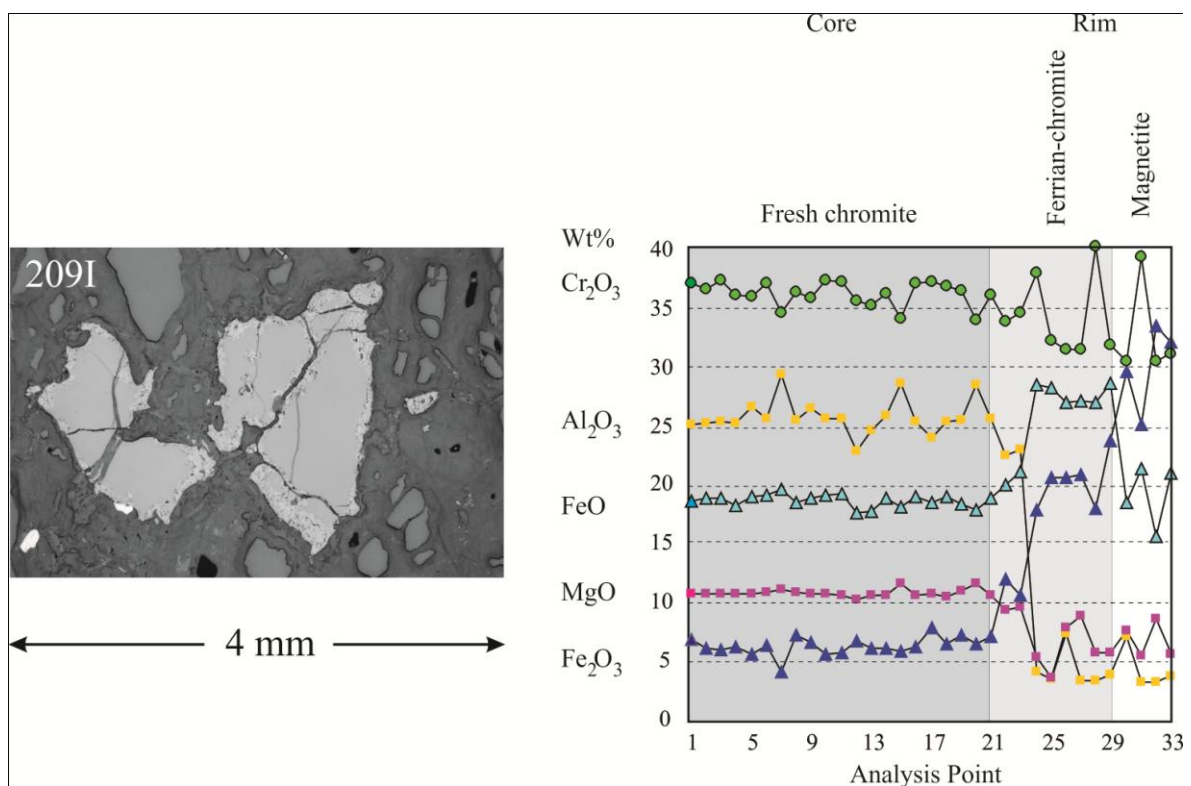 Core
Rim
Ferrian-chromite
Magnetite
Fresh chromite
209I
4 mm
Wt%
Cr₂O₃
Al₂O₃
FeO
MgO
Fe₂O₃
40
35
30
25
20
15
10
5
0
1 5 9 13 17 21 25 29 33
Analysis Point